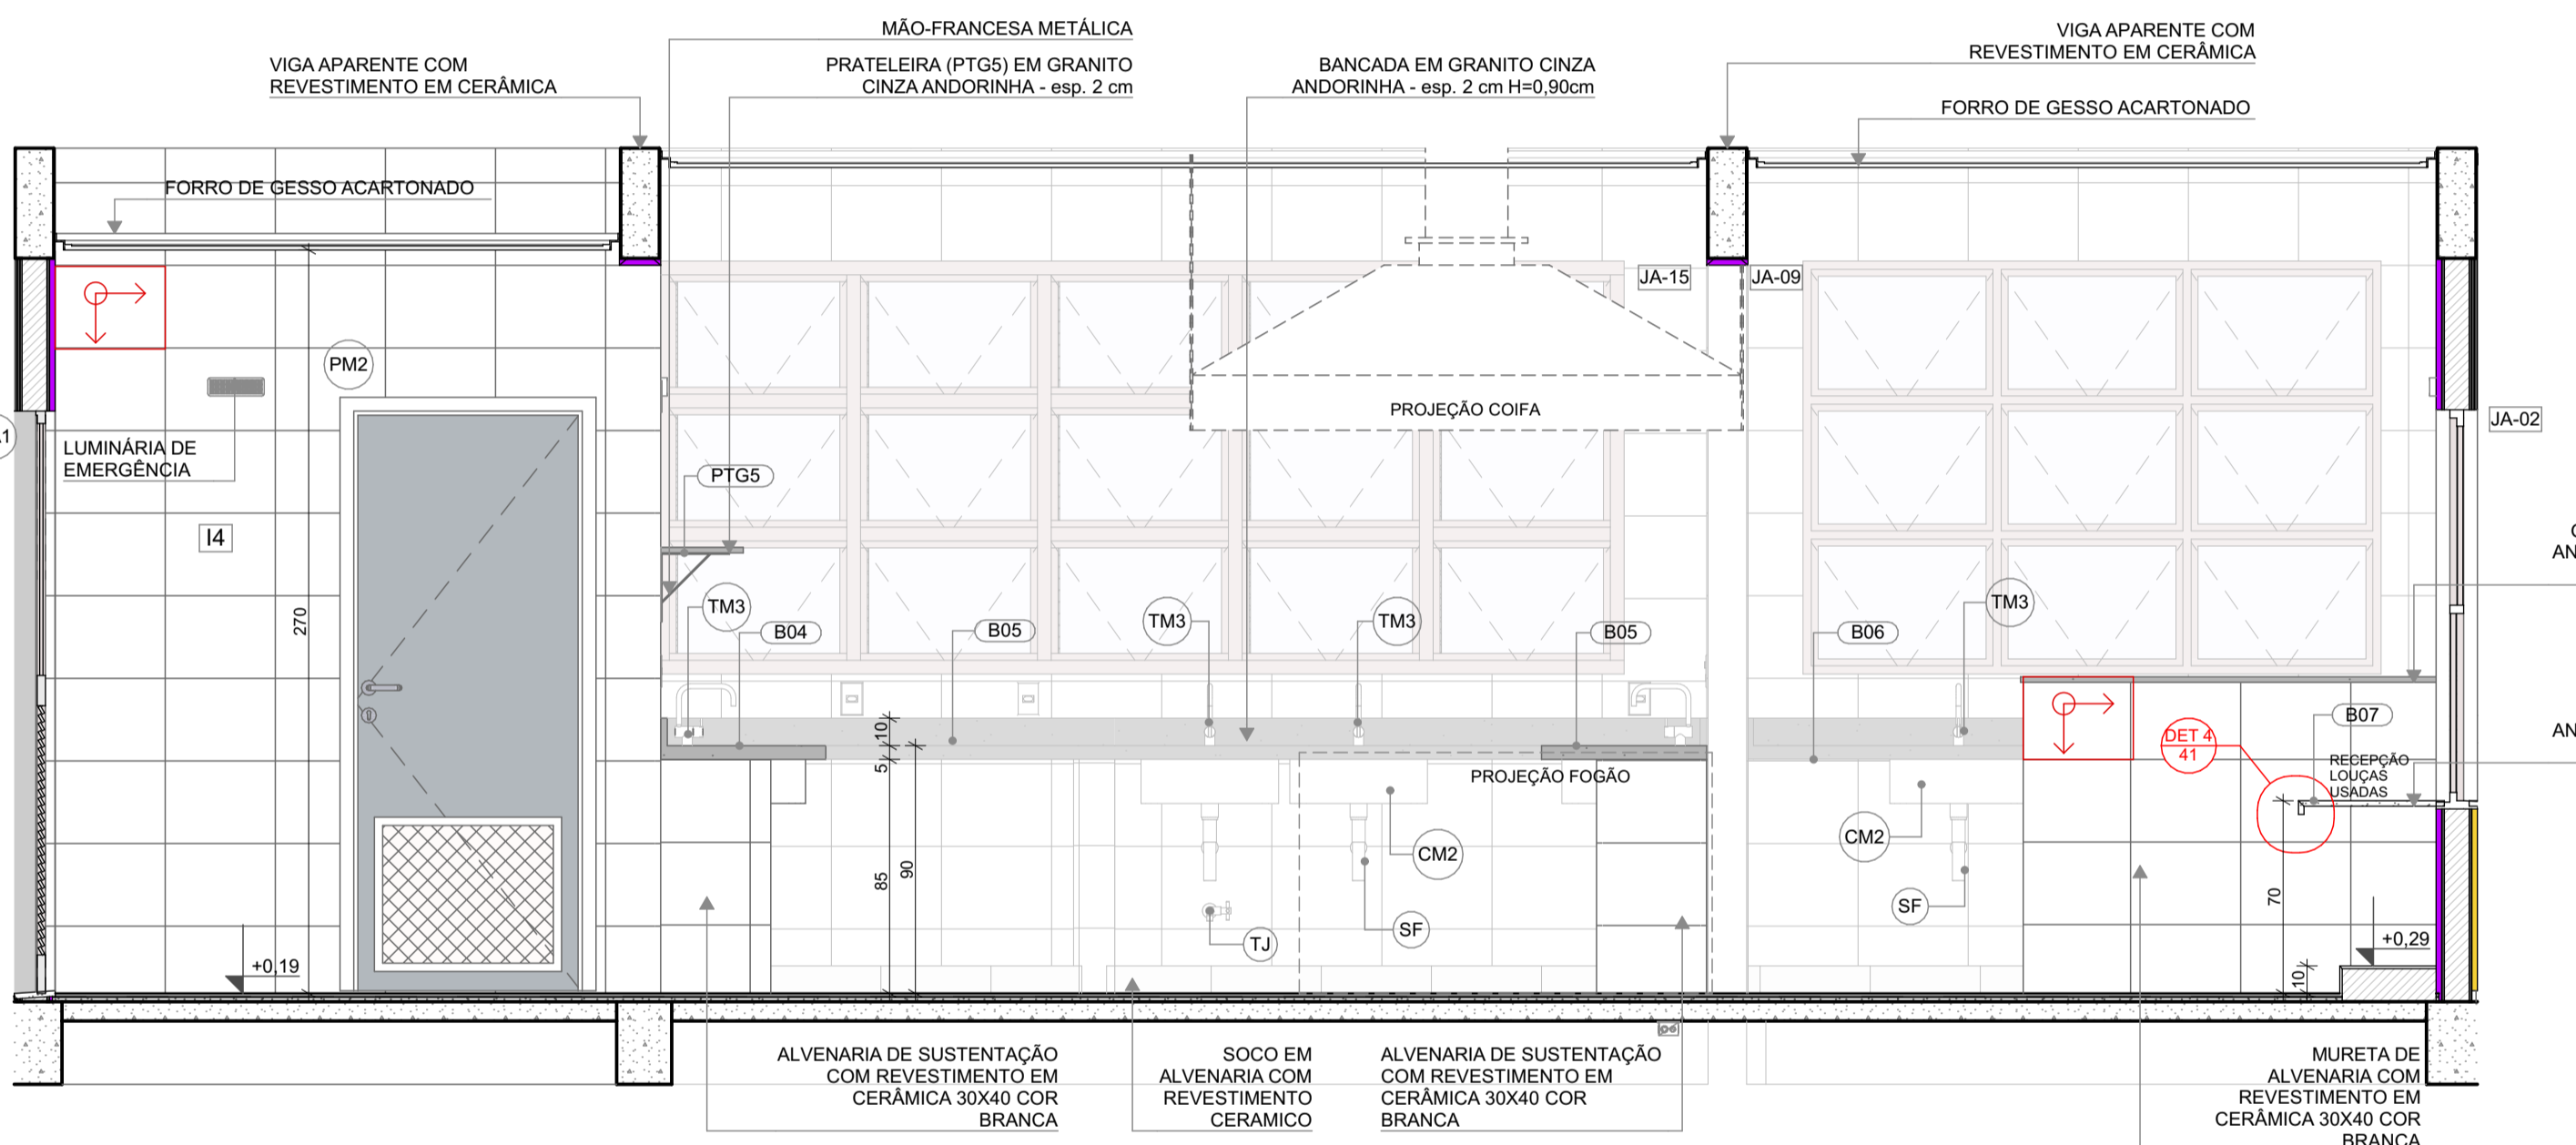 MÃO-FRANCESA METÁLICA
VIGA APARENTE COM
REVESTIMENTO EM CERÂMICA
PRATELEIRA (PTG5) EM GRANITO
CINZA ANDORINHA - esp. 2 cm
BANCADA EM GRANITO CINZA
ANDORINHA - esp. 2 cm H=0,90cm
VIGA APARENTE COM
REVESTIMENTO EM CERÂMICA
FORRO DE GESSO ACARTONADO
FORRO DE GESSO ACARTONADO
JA-15
JA-09
PM2
PROJEÇÃO COIFA
JA-02
LUMINÁRIA DE
EMERGÊNCIA
PTG5
I4
270
TM3
B04
B05
TM3
TM3
B05
B06
TM3
10
5
85
90
PROJEÇÃO FOGÃO
B07
DET 4
41
RECEPÇÃO
LOUÇAS
USADAS
CM2
CM2
SF
SF
TJ
70
10
+0,19
+0,29
ALVENARIA DE SUSTENTAÇÃO
COM REVESTIMENTO EM
CERÂMICA 30X40 COR
BRANCA
SOCO EM
ALVENARIA COM
REVESTIMENTO
CERAMICO
ALVENARIA DE SUSTENTAÇÃO
COM REVESTIMENTO EM
CERÂMICA 30X40 COR
BRANCA
MURETA DE
ALVENARIA COM
REVESTIMENTO EM
CERÂMICA 30X40 COR
BRANCA